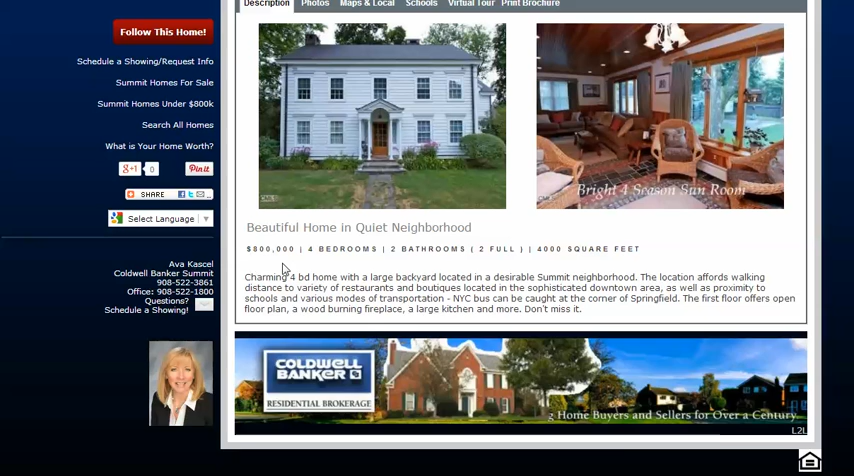 Description Photos Maps & Local Schools Virtual Tour Print Brochure
Follow This Home!
Schedule a Showing/Request Info
Summit Homes For Sale
Summit Homes Under $800k
Search All Homes
What is Your Home Worth?
g +1 0 Pin it
SHARE
Select Language
Ava Kascel
Coldwell Banker Summit
908-522-3861
Office: 908-522-1800
Questions?
Schedule a Showing!
Bright 4 Season Sun Room
Beautiful Home in Quiet Neighborhood
$800,000 | 4 BEDROOMS | 2 BATHROOMS ( 2 FULL ) | 4000 SQUARE FEET
Charming 4 bd home with a large backyard located in a desirable Summit neighborhood. The location affords walking
distance to variety of restaurants and boutiques located in the sophisticated downtown area, as well as proximity to
schools and various modes of transportation - NYC bus can be caught at the corner of Springfield. The first floor offers open
floor plan, a wood burning fireplace, a large kitchen and more. Don't miss it.
COLDWELL
BANKER
RESIDENTIAL BROKERAGE
g Home Buyers and Sellers for Over a Century
L2L